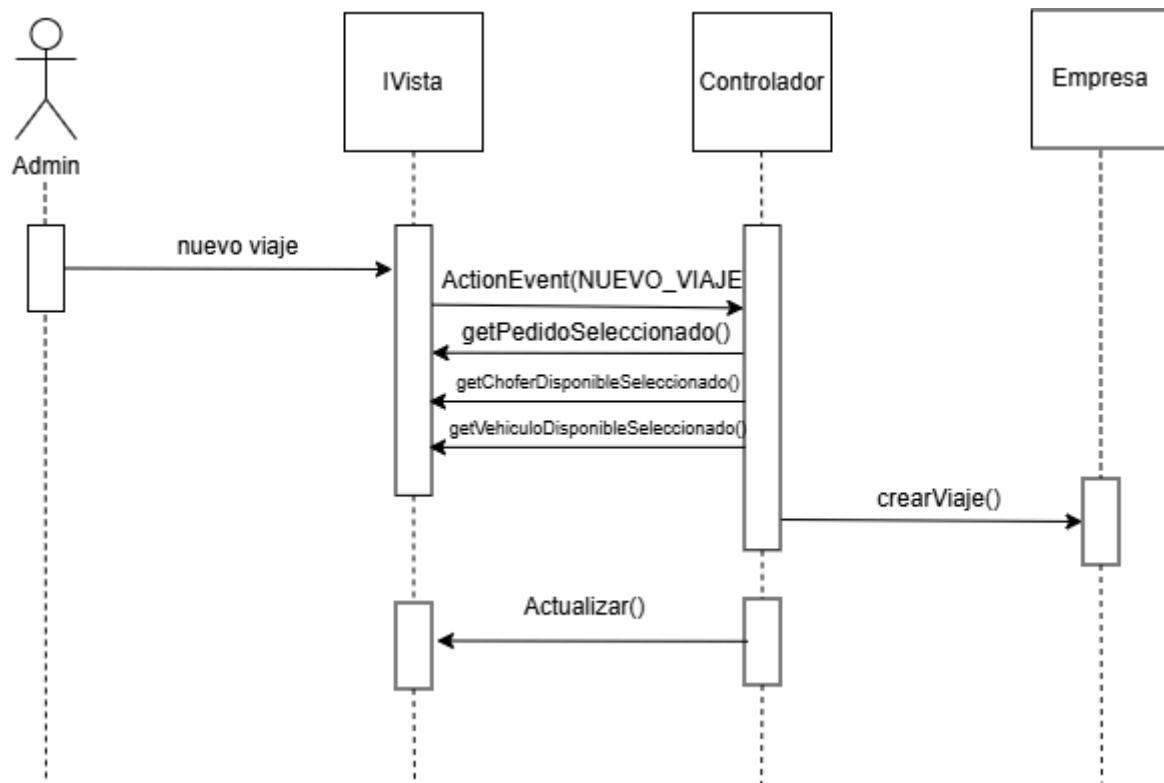 IVista
Controlador
Empresa
Admin
nuevo viaje
ActionEvent(NUEVO_VIAJE
getPedidoSeleccionado()
getChoferDisponibleSeleccionado()
getVehiculoDisponibleSeleccionado()
crearViaje()
Actualizar()